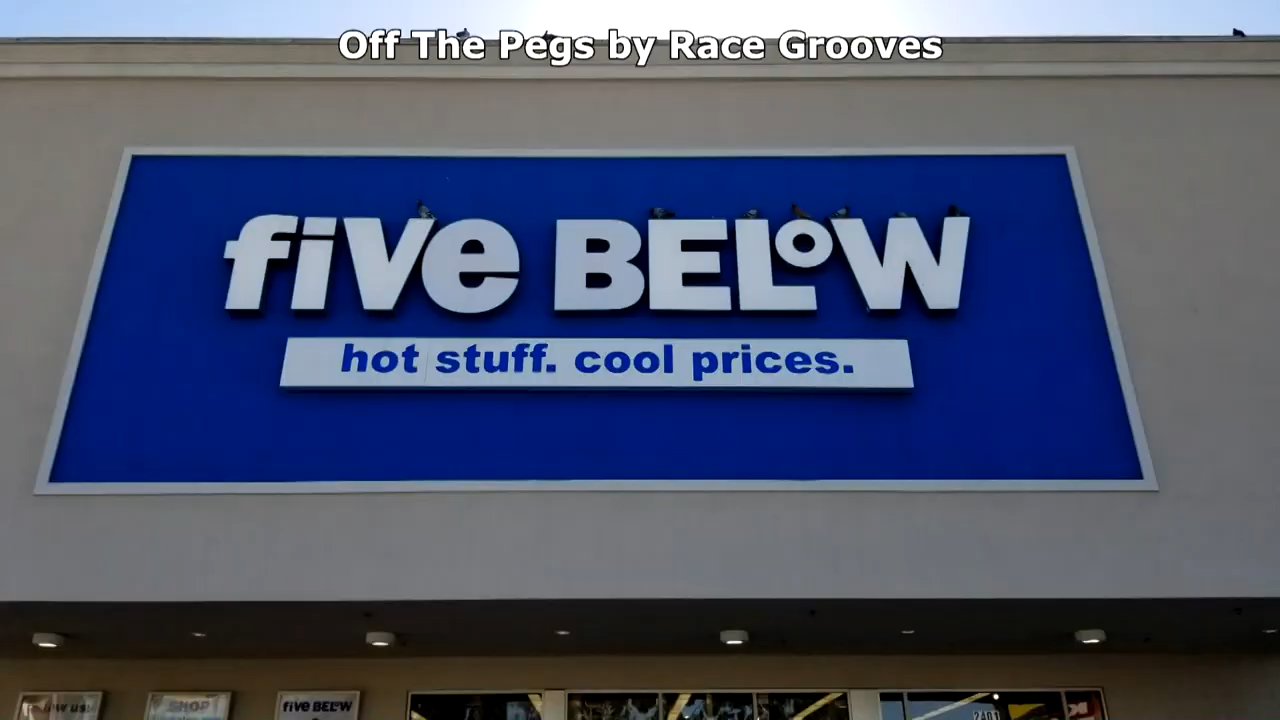 Off The Pegs by Race Grooves
five BELOW
hot stuff. cool prices.
SHOP
five BELOW
2401